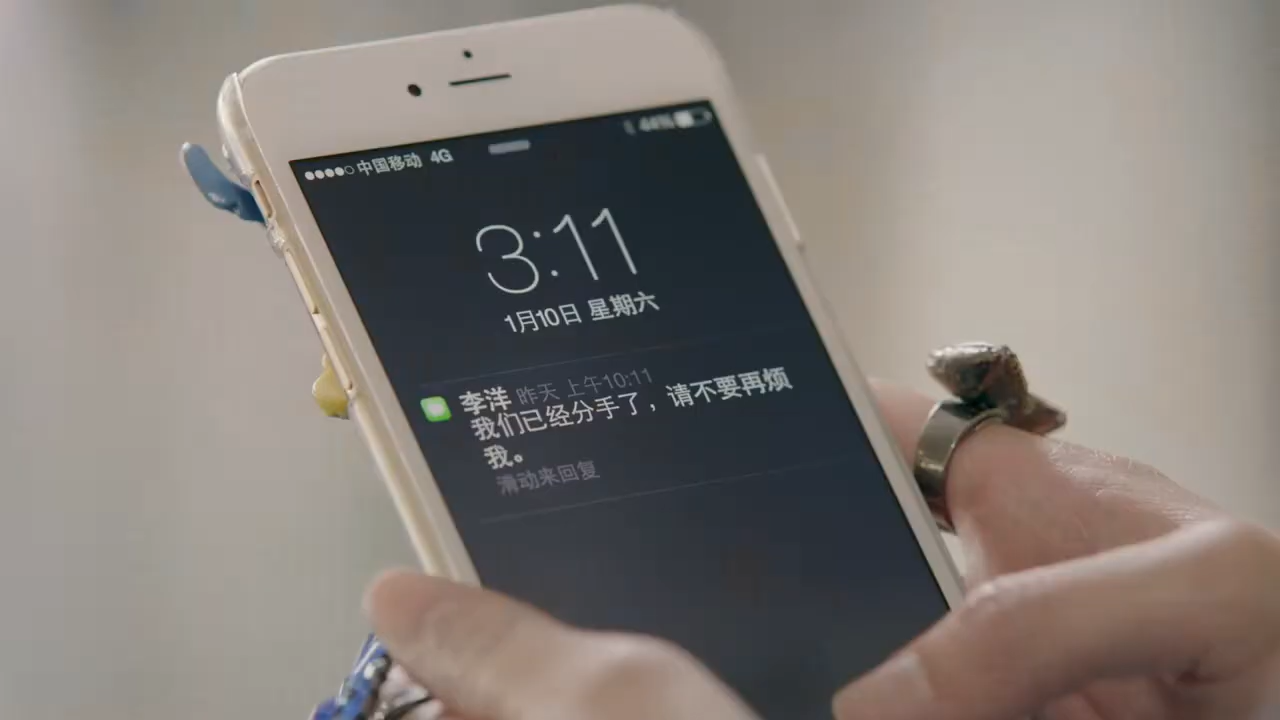 中国移动 4G 44%
3:11
1月10日 星期六
李洋 昨天 上午10:11
我们已经分手了，请不要再烦
我。
滑动来回复